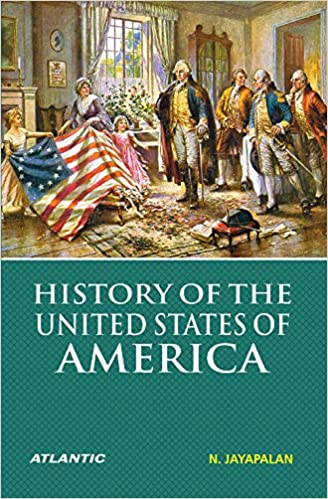 HISTORY OF THE
UNITED STATES OF
AMERICA
ATLANTIC
N. JAYAPALAN